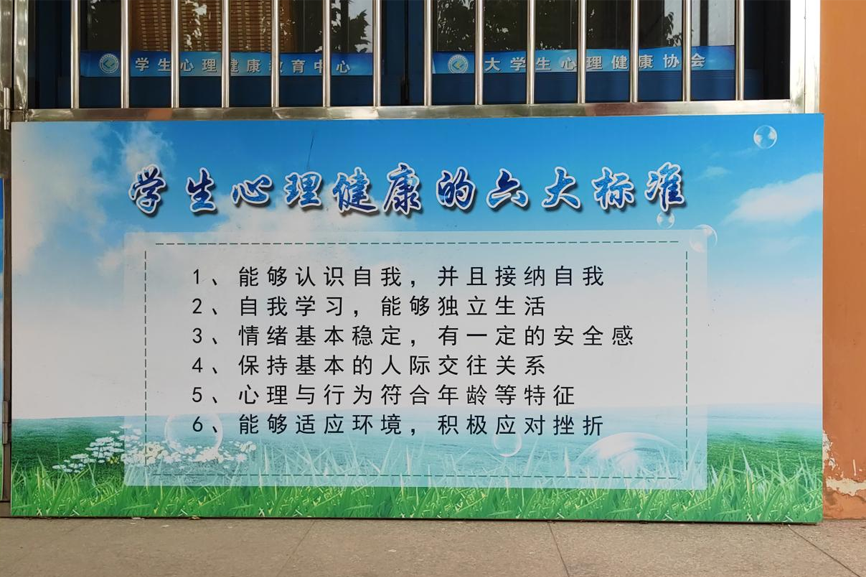 学生心理健康教育中心
大学生心理健康协会
学生心理健康的六大标准
1、能够认识自我，并且接纳自我
2、自我学习，能够独立生活
3、情绪基本稳定，有一定的安全感
4、保持基本的人际交往关系
5、心理与行为符合年龄等特征
6、能够适应环境，积极应对挫折